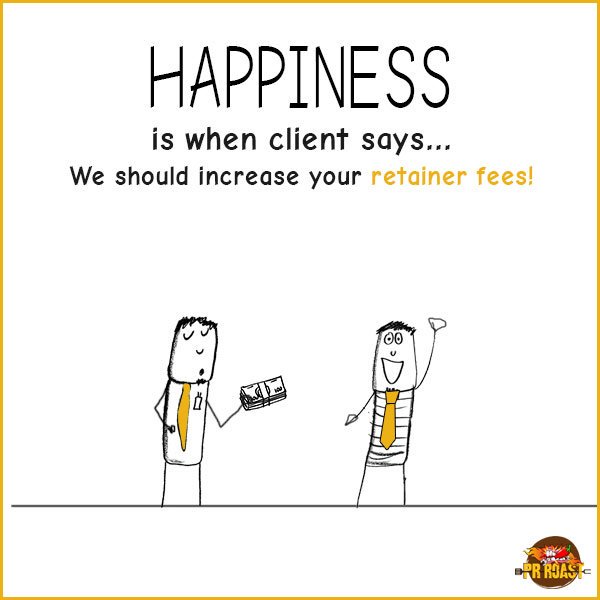 HAPPINESS
is when client says...
We should increase your retainer fees!
PR ROAST